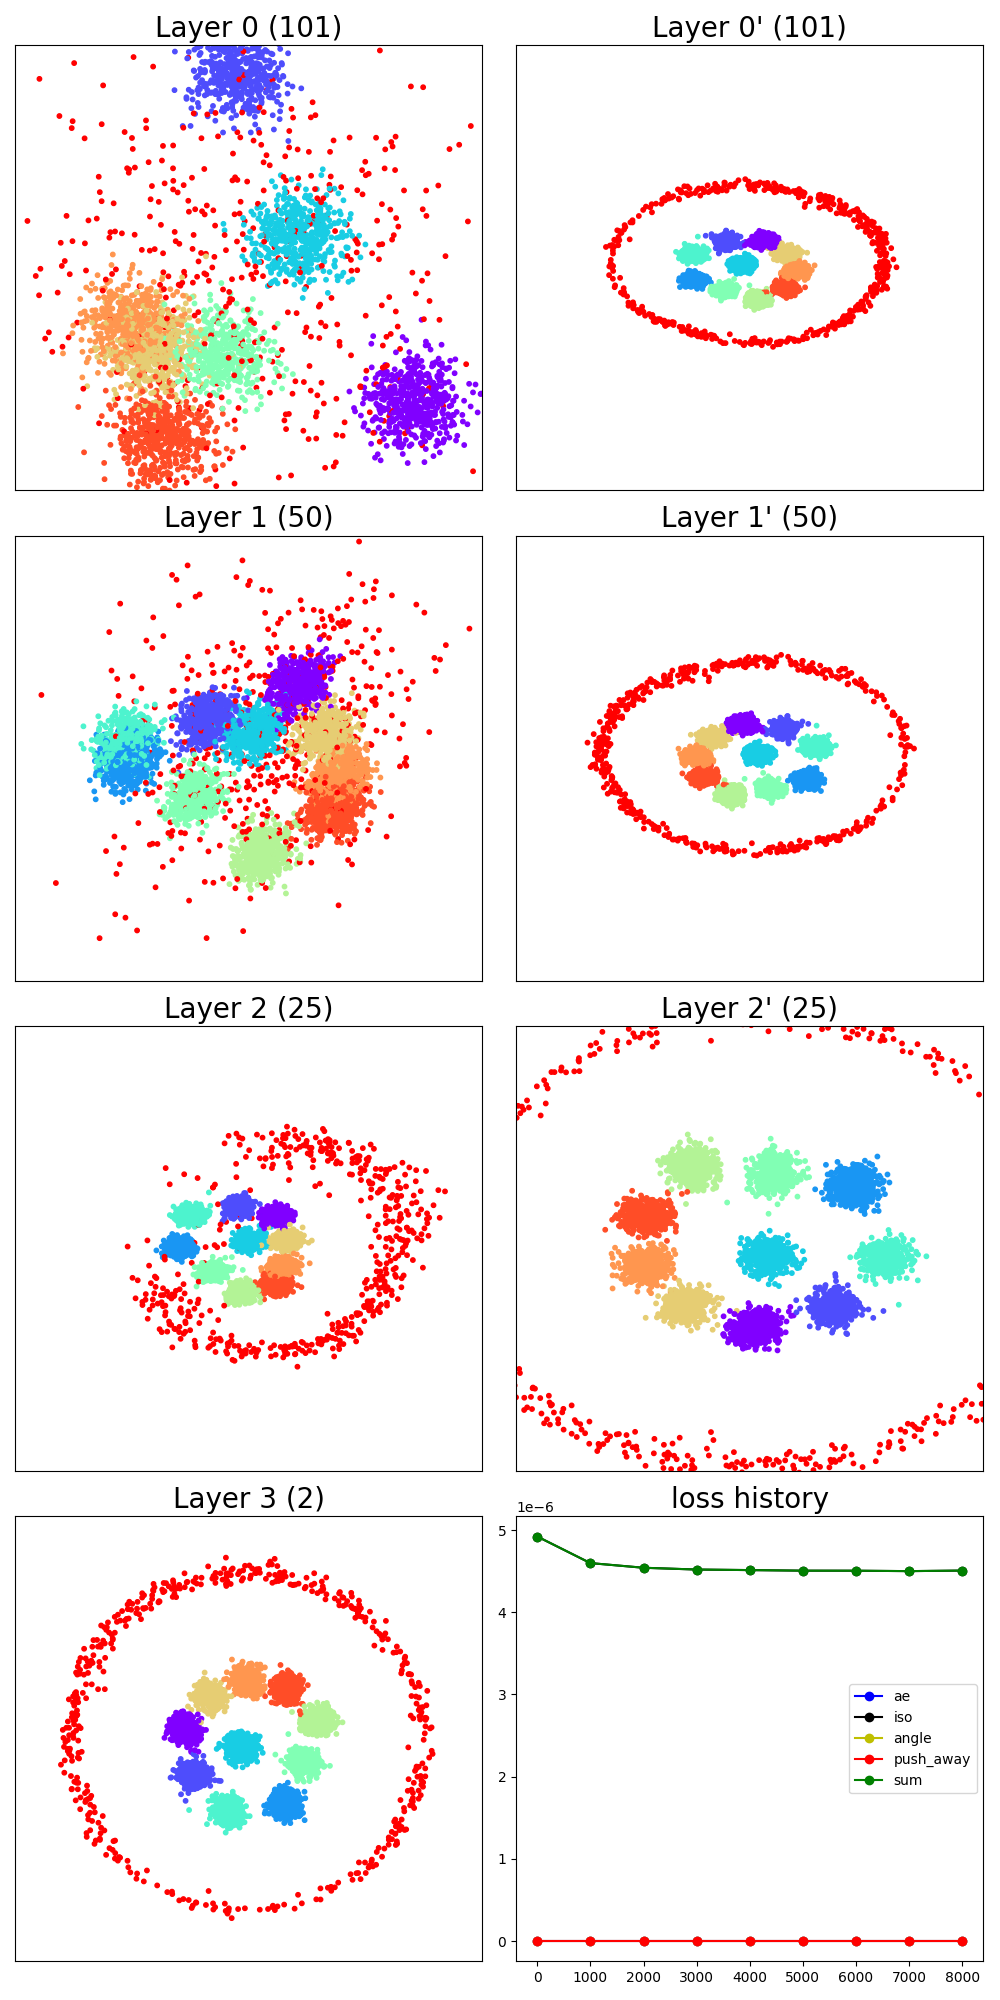 Layer 0 (101)
Layer 0' (101)
Layer 1 (50)
Layer 1' (50)
Layer 2 (25)
Layer 2' (25)
Layer 3 (2)
loss history
1e−6
5
4
3
2
1
0
ae
iso
angle
push_away
sum
0 1000 2000 3000 4000 5000 6000 7000 8000